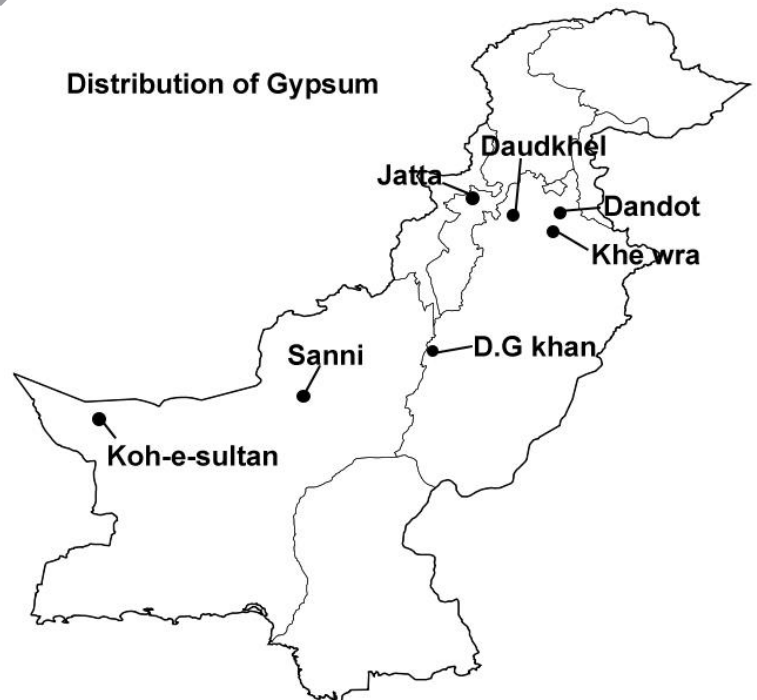 Distribution of Gypsum
Daudkhel
Jatta
Dandot
Khe wra
D.G khan
Sanni
Koh-e-sultan